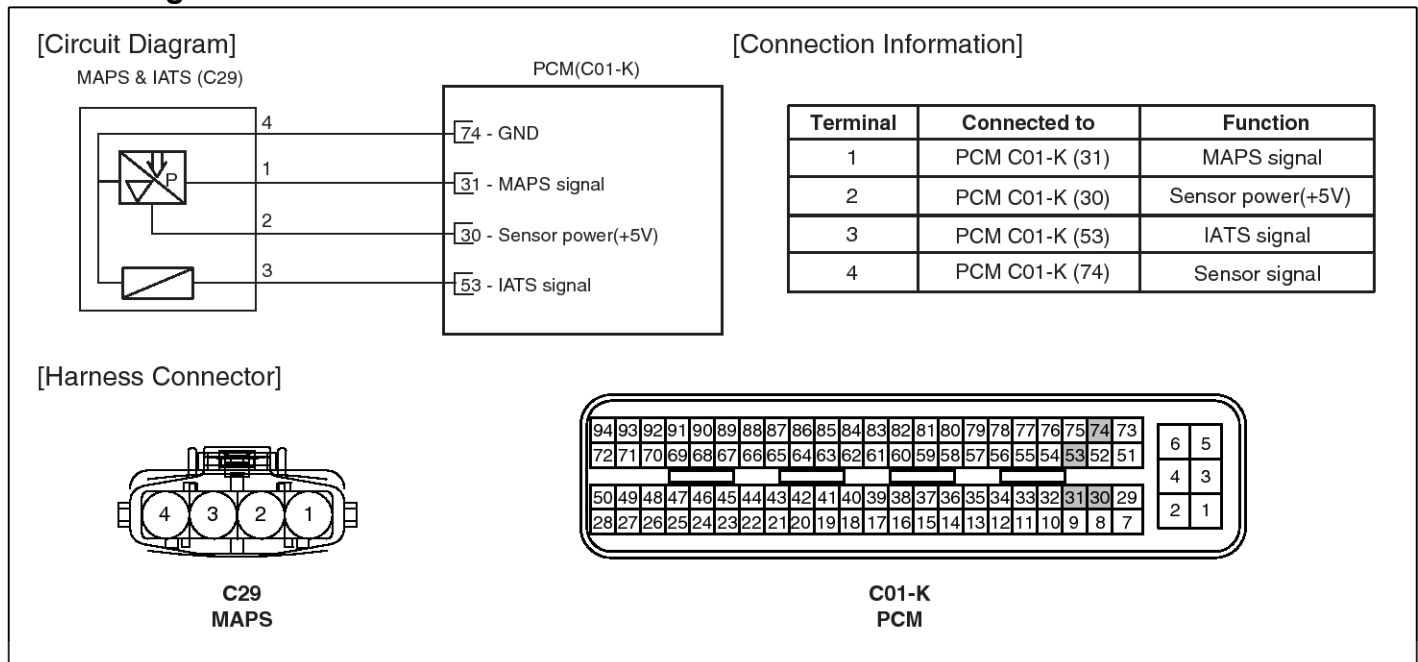 [Circuit Diagram]
MAPS & IATS (C29)
PCM(C01-K)
4
74 - GND
P
1
31 - MAPS signal
2
30 - Sensor power(+5V)
3
53 - IATS signal
[Connection Information]
Terminal Connected to Function
1 PCM C01-K (31) MAPS signal
2 PCM C01-K (30) Sensor power(+5V)
3 PCM C01-K (53) IATS signal
4 PCM C01-K (74) Sensor signal
[Harness Connector]
4 3 2 1
C29
MAPS
94 93 92 91 90 89 88 87 86 85 84 83 82 81 80 79 78 77 76 75 74 73
72 71 70 69 68 67 66 65 64 63 62 61 60 59 58 57 56 55 54 53 52 51
50 49 48 47 46 45 44 43 42 41 40 39 38 37 36 35 34 33 32 31 30 29
28 27 26 25 24 23 22 21 20 19 18 17 16 15 14 13 12 11 10 9 8 7
6 5
4 3
2 1
C01-K
PCM